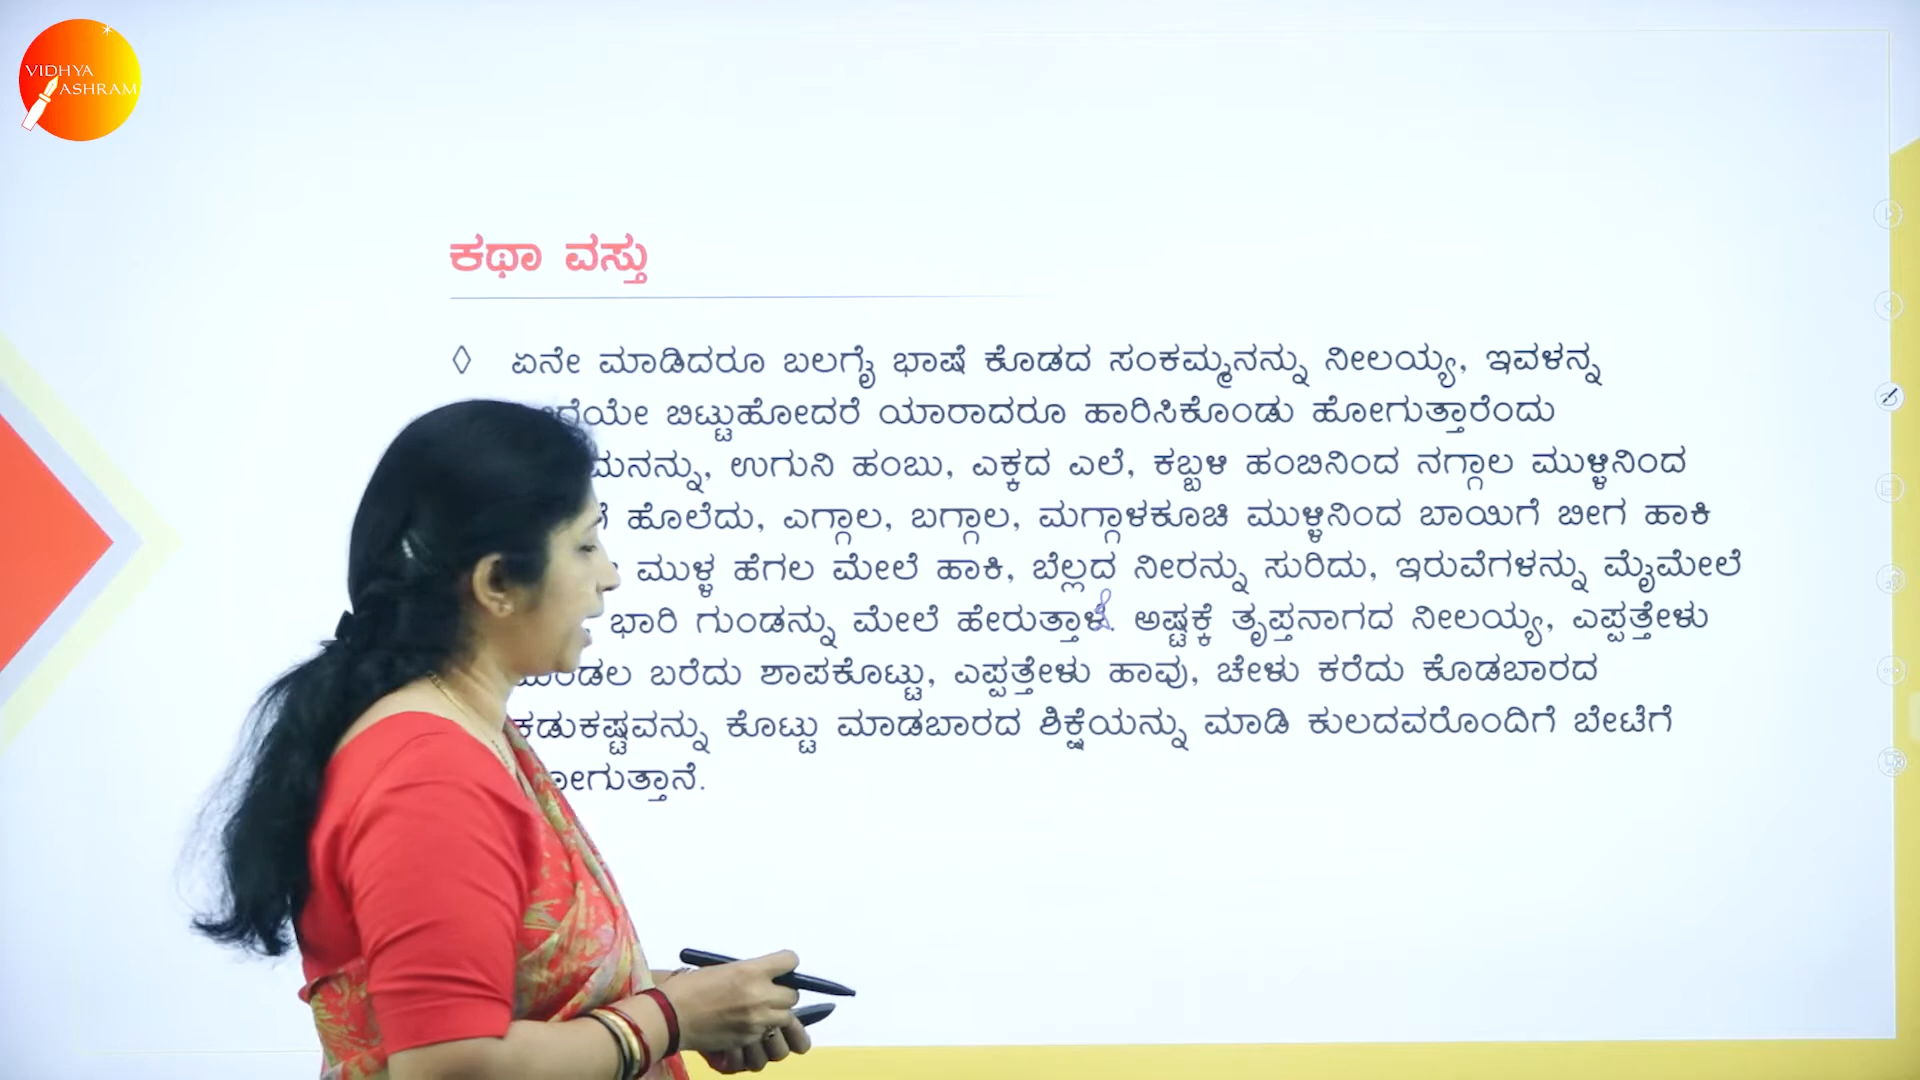 VIDHYA
ASHRAM
ಕಥಾ ವಸ್ತು
◊ ಏನೇ ಮಾಡಿದರೂ ಬಲಗೈ ಭಾಷೆ ಕೊಡದ ಸಂಕಮ್ಮನನ್ನು ನೀಲಯ್ಯ, ಇವಳನ್ನ
ಬಿಟ್ಟುಹೋದರೆ ಯಾರಾದರೂ ಹಾರಿಸಿಕೊಂಡು ಹೋಗುತ್ತಾರೆಂದು
ಉಗುನಿ ಹಂಬು, ಎಕ್ಕದ ಎಲೆ, ಕಬ್ಬಳಿ ಹಂಬಿನಿಂದ ನಗ್ಗಾಲ ಮುಳ್ಳಿನಿಂದ
ಹೊಲೆದು, ಎಗ್ಗಾಲ, ಬಗ್ಗಾಲ, ಮಗ್ಗಾಳಕೂಚಿ ಮುಳ್ಳಿನಿಂದ ಬಾಯಿಗೆ ಬೀಗ ಹಾಕಿ
ಮುಳ್ಳ ಹೆಗಲ ಮೇಲೆ ಹಾಕಿ, ಬೆಲ್ಲದ ನೀರನ್ನು ಸುರಿದು, ಇರುವೆಗಳನ್ನು ಮೈಮೇಲೆ
ಭಾರಿ ಗುಂಡನ್ನು ಮೇಲೆ ಹೇರುತ್ತಾಳೆ. ಅಷ್ಟಕ್ಕೆ ತೃಪ್ತನಾಗದ ನೀಲಯ್ಯ, ಎಪ್ಪತ್ತೇಳು
ಬರೆದು ಶಾಪಕೊಟ್ಟು, ಎಪ್ಪತ್ತೇಳು ಹಾವು, ಚೇಳು ಕರೆದು ಕೊಡಬಾರದ
ಕಡುಕಷ್ಟವನ್ನು ಕೊಟ್ಟು ಮಾಡಬಾರದ ಶಿಕ್ಷೆಯನ್ನು ಮಾಡಿ ಕುಲದವರೊಂದಿಗೆ ಬೇಟೆಗೆ
ಹೋಗುತ್ತಾನೆ.